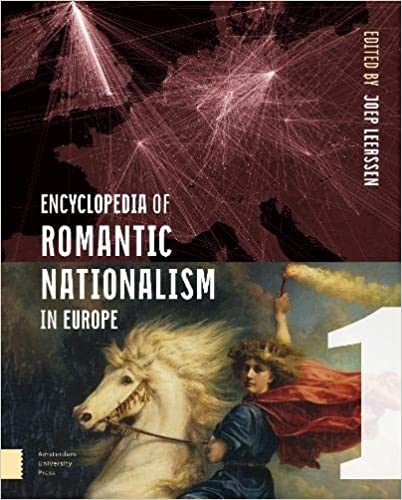 EDITED BY JOEP LEERSSEN
ENCYCLOPEDIA OF
ROMANTIC
NATIONALISM
IN EUROPE
1
Amsterdam
University
Press